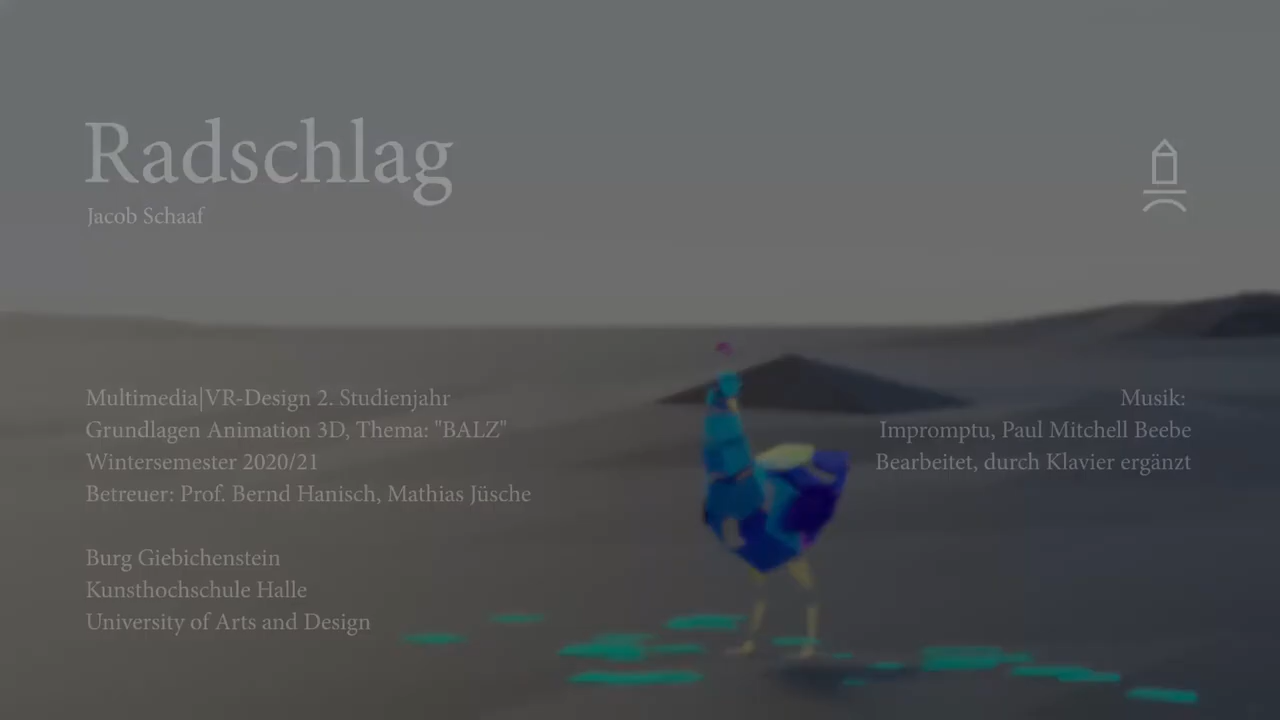 Radschlag
Jacob Schaaf
Multimedia|VR-Design 2. Studienjahr
Grundlagen Animation 3D, Thema: "BALZ"
Wintersemester 2020/21
Betreuer: Prof. Bernd Hanisch, Mathias Jüsche
Burg Giebichenstein
Kunsthochschule Halle
University of Arts and Design
Musik:
Impromptu, Paul Mitchell Beebe
Bearbeitet, durch Klavier ergänzt